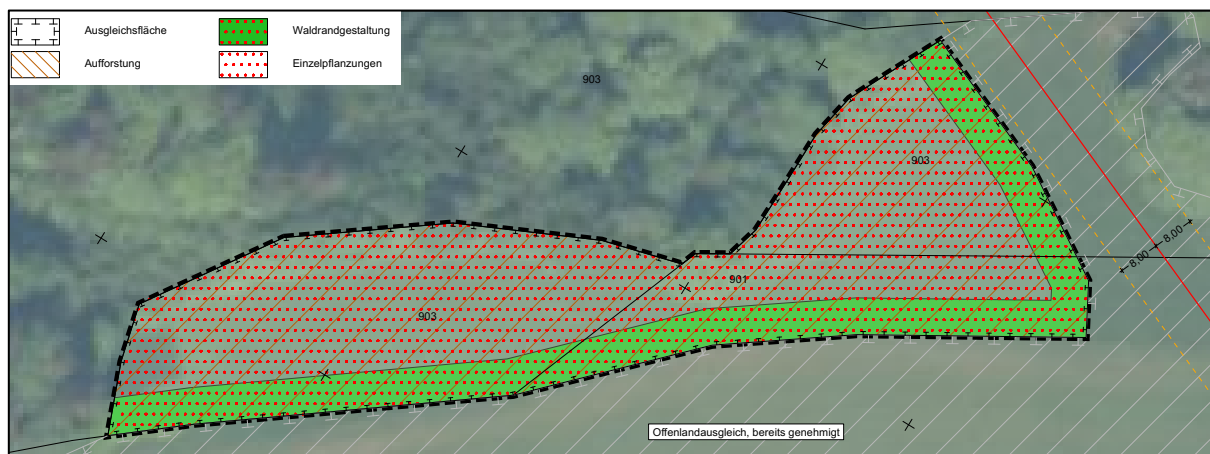 Ausgleichsfläche
Waldrandgestaltung
Aufforstung
Einzelpflanzungen
903
903
901
903
8,00
8,00
Offenlandausgleich, bereits genehmigt